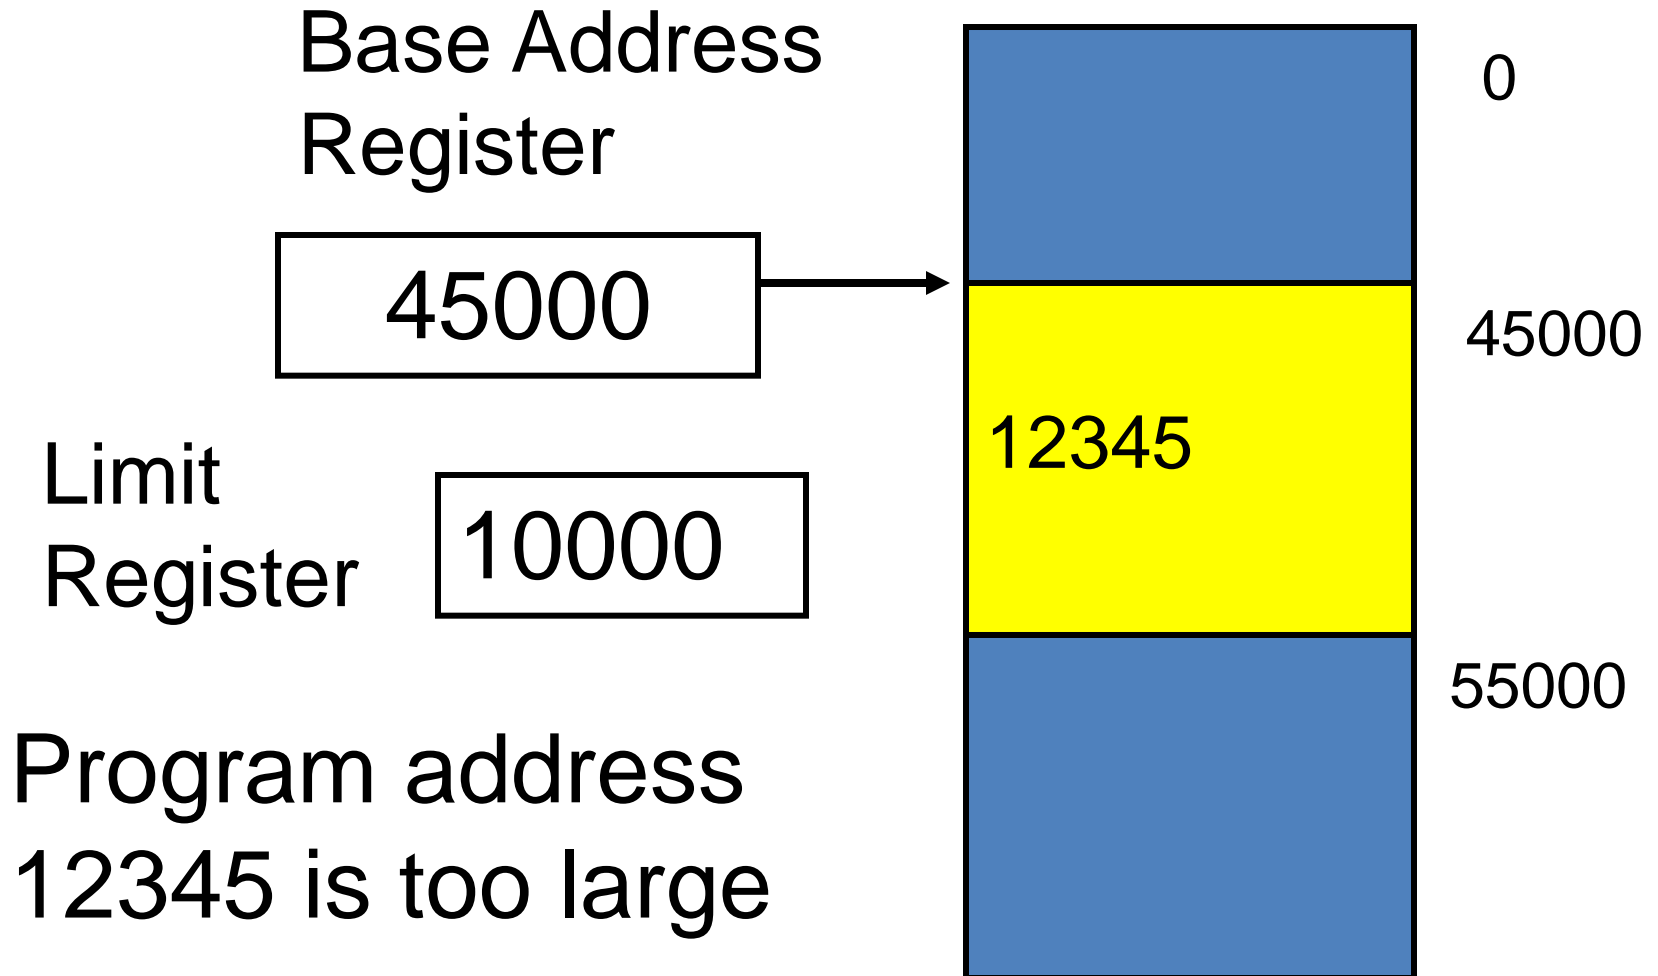 Base Address
Register
45000
Limit
Register
10000
Program address
12345 is too large
0
45000
12345
55000